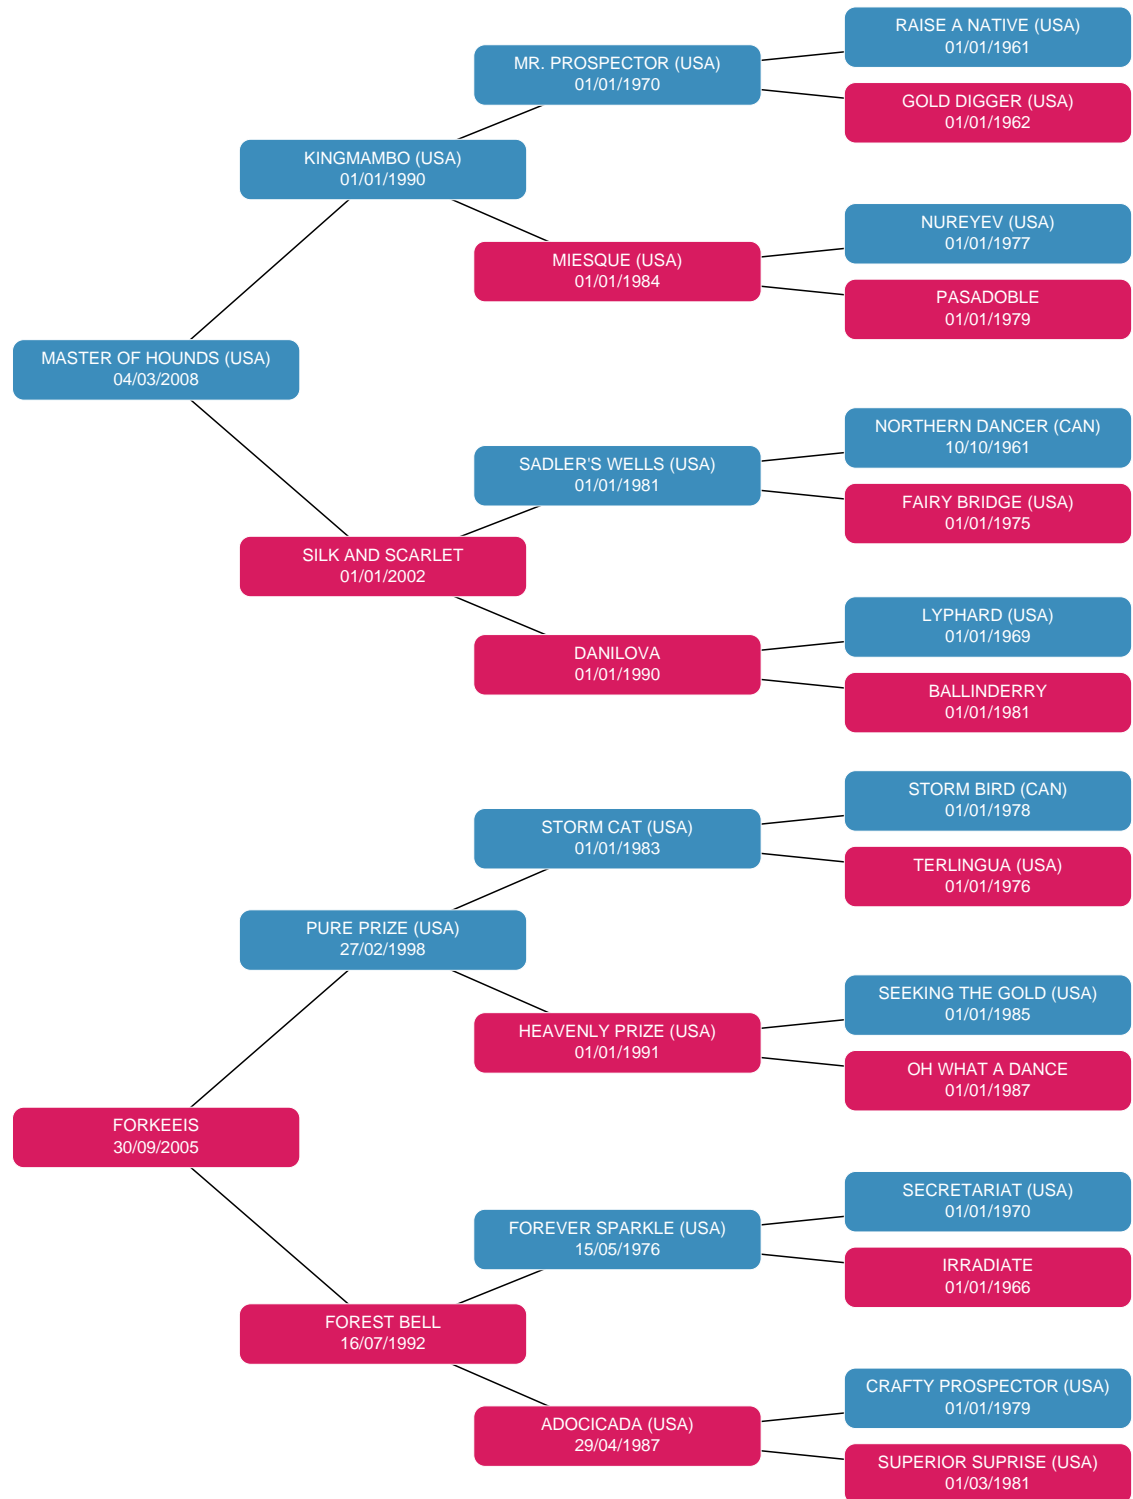 RAISE A NATIVE (USA)
01/01/1961
MR. PROSPECTOR (USA)
01/01/1970
GOLD DIGGER (USA)
01/01/1962
KINGMAMBO (USA)
01/01/1990
NUREYEV (USA)
01/01/1977
MIESQUE (USA)
01/01/1984
PASADOBLE
01/01/1979
MASTER OF HOUNDS (USA)
04/03/2008
NORTHERN DANCER (CAN)
10/10/1961
SADLER'S WELLS (USA)
01/01/1981
FAIRY BRIDGE (USA)
01/01/1975
SILK AND SCARLET
01/01/2002
LYPHARD (USA)
01/01/1969
DANILOVA
01/01/1990
BALLINDERRY
01/01/1981
STORM BIRD (CAN)
01/01/1978
STORM CAT (USA)
01/01/1983
TERLINGUA (USA)
01/01/1976
PURE PRIZE (USA)
27/02/1998
SEEKING THE GOLD (USA)
01/01/1985
HEAVENLY PRIZE (USA)
01/01/1991
OH WHAT A DANCE
01/01/1987
FORKEEIS
30/09/2005
SECRETARIAT (USA)
01/01/1970
FOREVER SPARKLE (USA)
15/05/1976
IRRADIATE
01/01/1966
FOREST BELL
16/07/1992
CRAFTY PROSPECTOR (USA)
01/01/1979
ADOCICADA (USA)
29/04/1987
SUPERIOR SUPRISE (USA)
01/03/1981